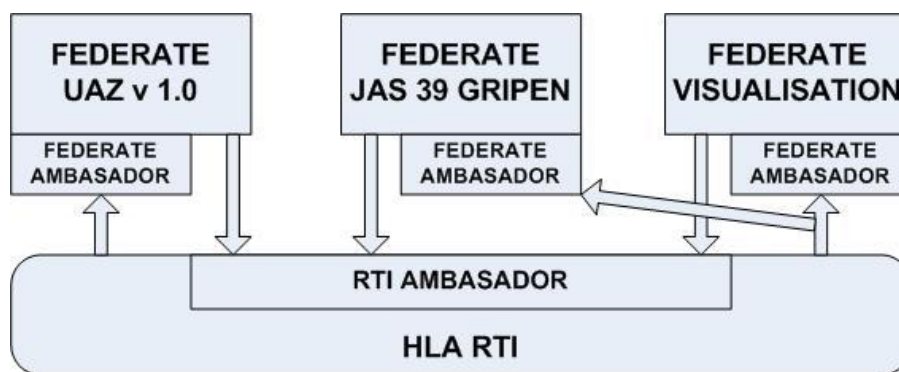 FEDERATE
UAZ v 1.0
FEDERATE
JAS 39 GRIPEN
FEDERATE
VISUALISATION
FEDERATE
AMBASADOR
FEDERATE
AMBASADOR
FEDERATE
AMBASADOR
RTI AMBASADOR
HLA RTI